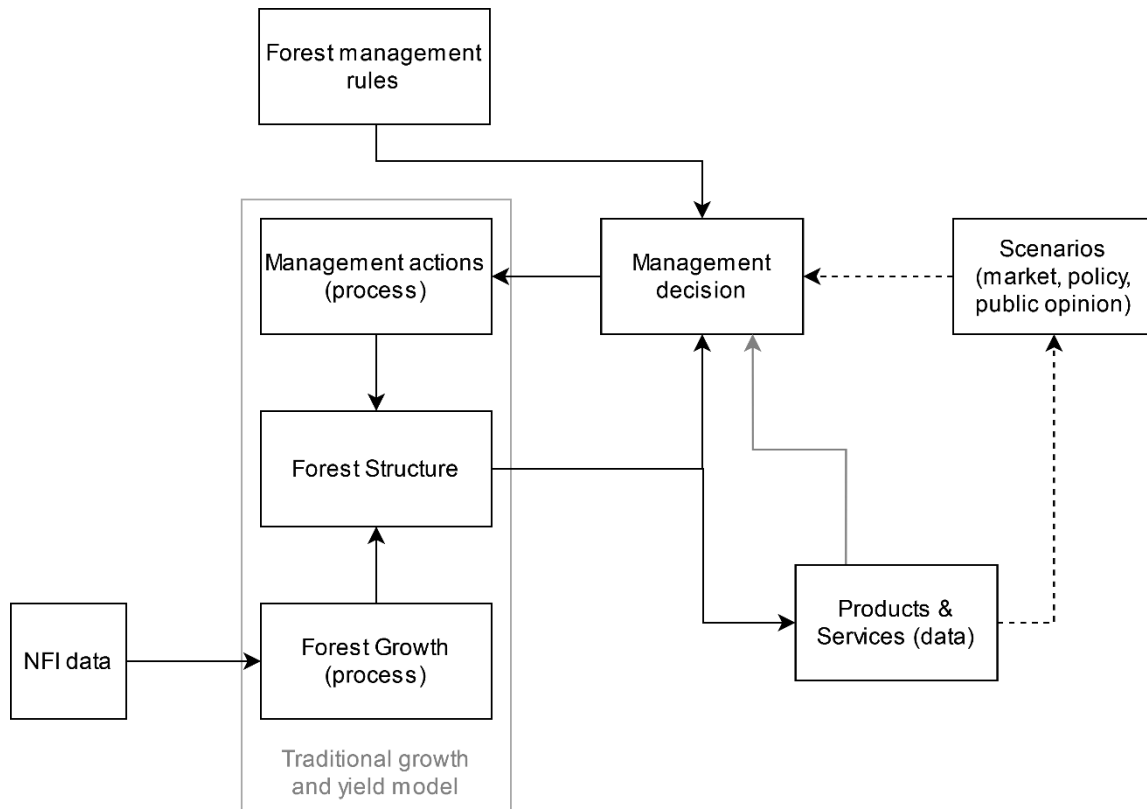 Forest management
rules
Management actions
(process)
Management
decision
Scenarios
(market, policy,
public opinion)
Forest Structure
NFI data
Forest Growth
(process)
Products &
Services (data)
Traditional growth
and yield model